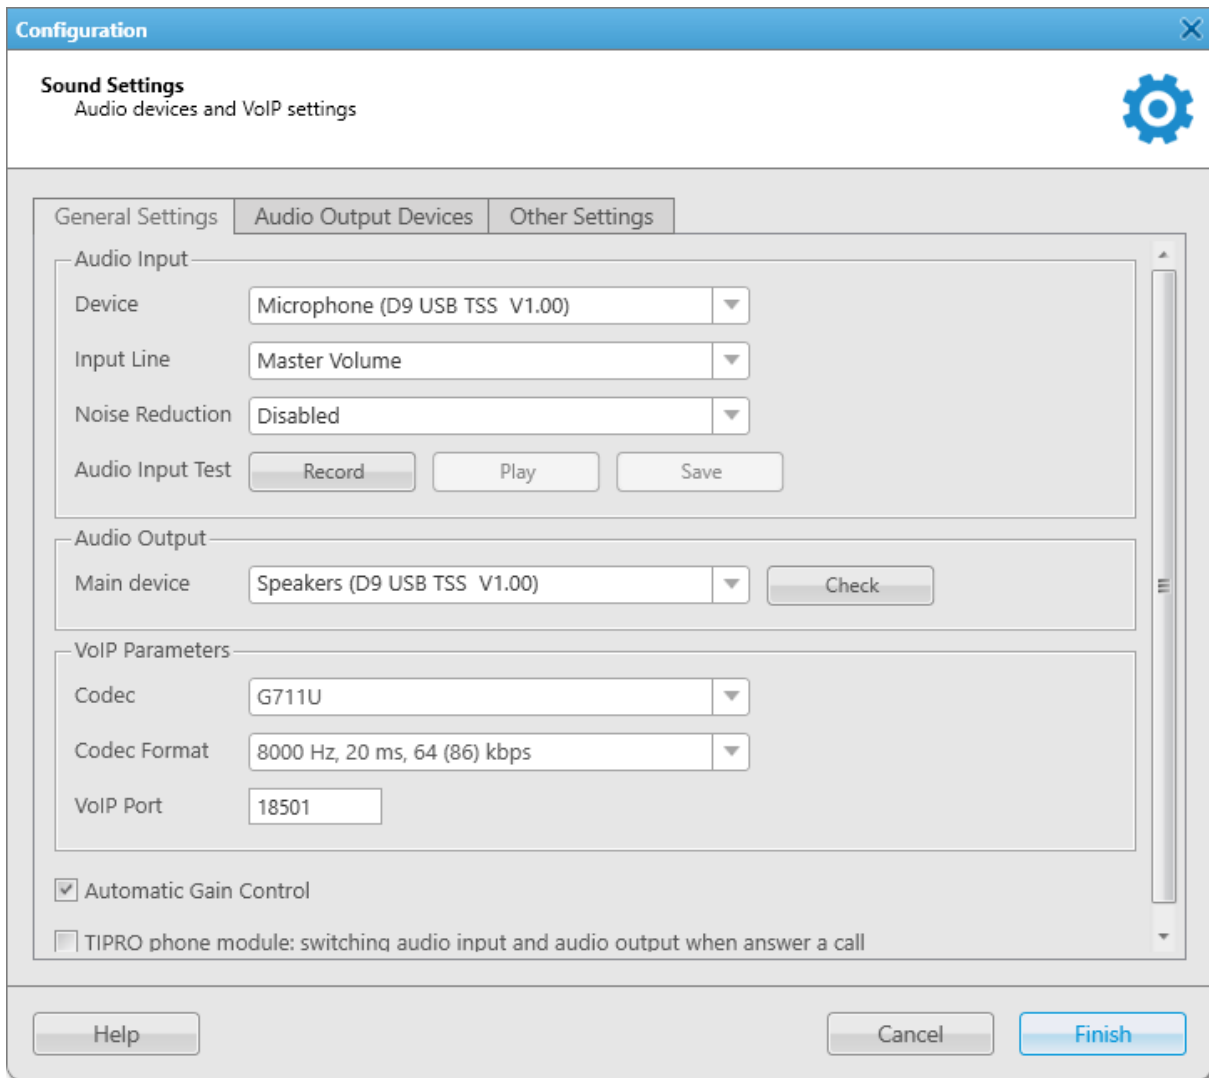 Configuration
Sound Settings
Audio devices and VoIP settings
General Settings Audio Output Devices Other Settings
Audio Input
Device Microphone (D9 USB TSS  V1.00)
Input Line Master Volume
Noise Reduction Disabled
Audio Input Test Record Play Save
Audio Output
Main device Speakers (D9 USB TSS  V1.00) Check
VoIP Parameters
Codec G711U
Codec Format 8000 Hz, 20 ms, 64 (86) kbps
VoIP Port 18501
Automatic Gain Control
TIPRO phone module: switching audio input and audio output when answer a call
Help Cancel Finish